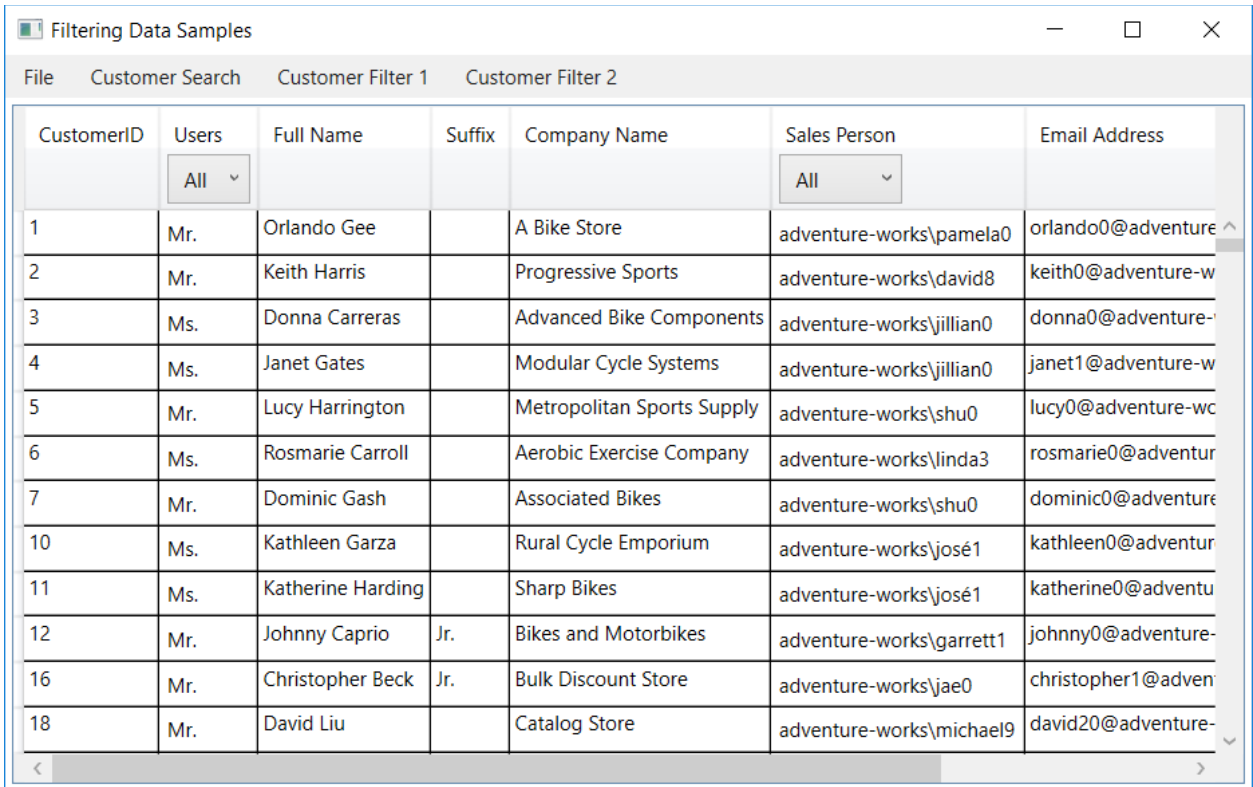 Filtering Data Samples
File Customer Search Customer Filter 1 Customer Filter 2
CustomerID Users Full Name Suffix Company Name Sales Person Email Address
All All
1 Mr. Orlando Gee A Bike Store adventure-works\pamela0 orlando0@adventure
2 Mr. Keith Harris Progressive Sports adventure-works\david8 keith0@adventure-w
3 Ms. Donna Carreras Advanced Bike Components adventure-works\jillian0 donna0@adventure-
4 Ms. Janet Gates Modular Cycle Systems adventure-works\jillian0 janet1@adventure-w
5 Mr. Lucy Harrington Metropolitan Sports Supply adventure-works\shu0 lucy0@adventure-wo
6 Ms. Rosmarie Carroll Aerobic Exercise Company adventure-works\linda3 rosmarie0@adventur
7 Mr. Dominic Gash Associated Bikes adventure-works\shu0 dominic0@adventure
10 Ms. Kathleen Garza Rural Cycle Emporium adventure-works\josé1 kathleen0@adventur
11 Ms. Katherine Harding Sharp Bikes adventure-works\josé1 katherine0@adventu
12 Mr. Johnny Caprio Jr. Bikes and Motorbikes adventure-works\garrett1 johnny0@adventure-
16 Mr. Christopher Beck Jr. Bulk Discount Store adventure-works\jae0 christopher1@advent
18 Mr. David Liu Catalog Store adventure-works\michael9 david20@adventure-